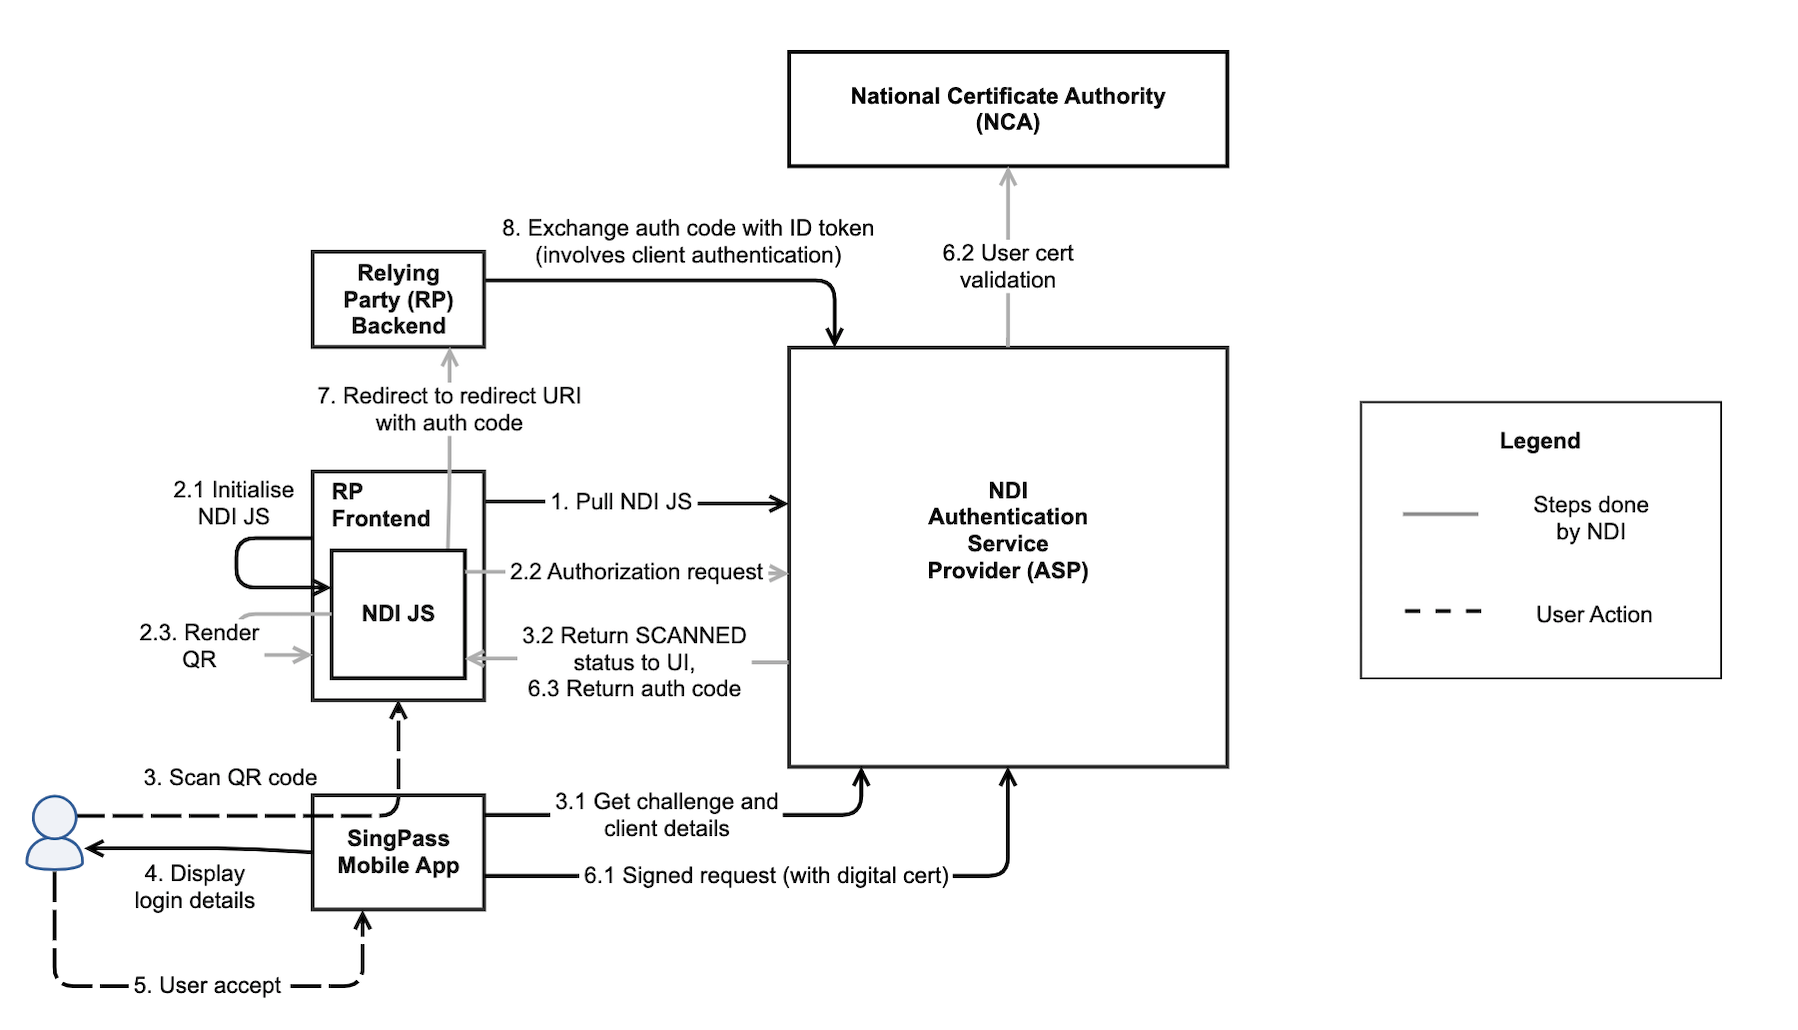 National Certificate Authority
(NCA)
8. Exchange auth code with ID token
(involves client authentication)
6.2 User cert
validation
Relying
Party (RP)
Backend
7. Redirect to redirect URI
with auth code
2.1 Initialise
NDI JS
RP
Frontend
1. Pull NDI JS
NDI
Authentication
Service
Provider (ASP)
2.2 Authorization request
NDI JS
2.3. Render
QR
3.2 Return SCANNED
status to UI,
6.3 Return auth code
Legend
Steps done
by NDI
User Action
3. Scan QR code
3.1 Get challenge and
client details
SingPass
Mobile App
4. Display
login details
6.1 Signed request (with digital cert)
5. User accept